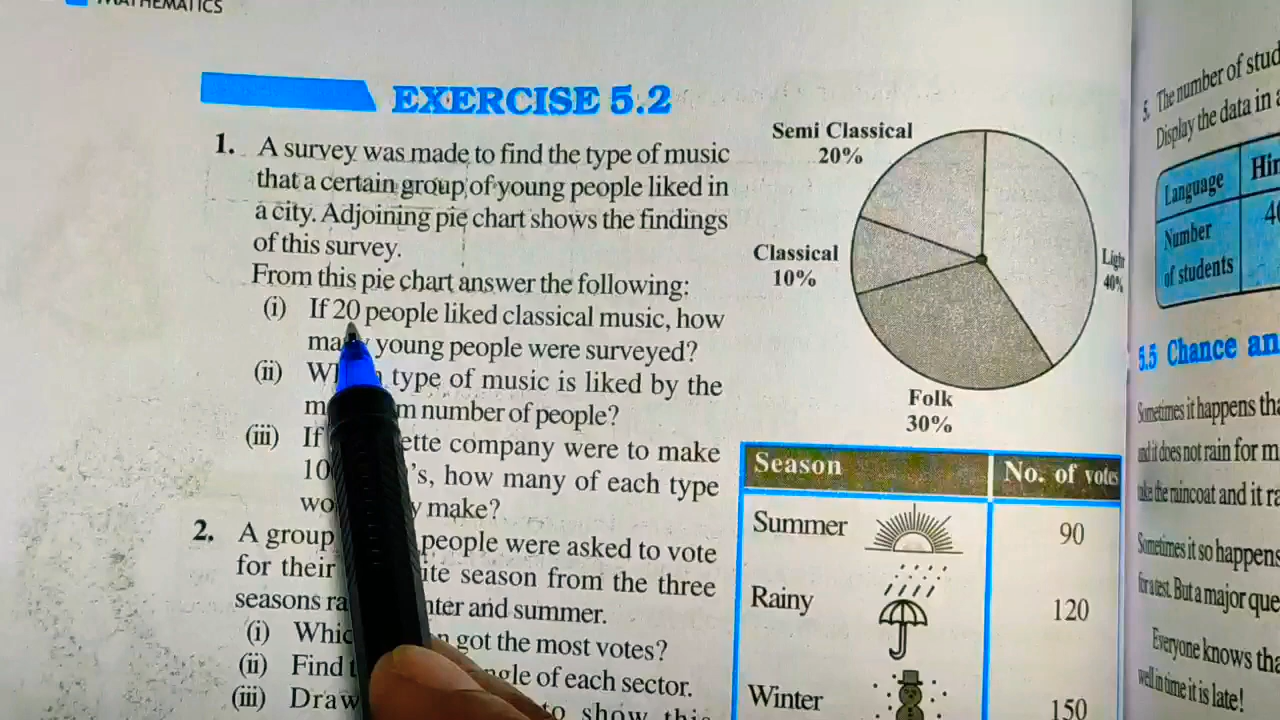 MATHEMATICS
EXERCISE 5.2
1. A survey was made to find the type of music
that a certain group of young people liked in
a city. Adjoining pie chart shows the findings
of this survey.
From this pie chart answer the following:
(i) If 20 people liked classical music, how
young people were surveyed?
(ii) type of music is liked by the
number of people?
(iii) If company were to make
10 's, how many of each type
make?
2. A group people were asked to vote
for their season from the three
seasons and summer.
(i) got the most votes?
(ii) Find of each sector.
(iii) Draw to show this
Semi Classical
20%
Classical
10%
Light
40%
Folk
30%
Season No. of votes
Summer 90
Rainy 120
Winter 150
5. The number of stud
Display the data in a
Language Hin
Number
of students 4
5.5 Chance an
Sometimes it happens tha
and it does not rain for m
take the raincoat and it ra
Sometimes it so happens
for a test. But a major que
Everyone knows tha
well in time it is late!